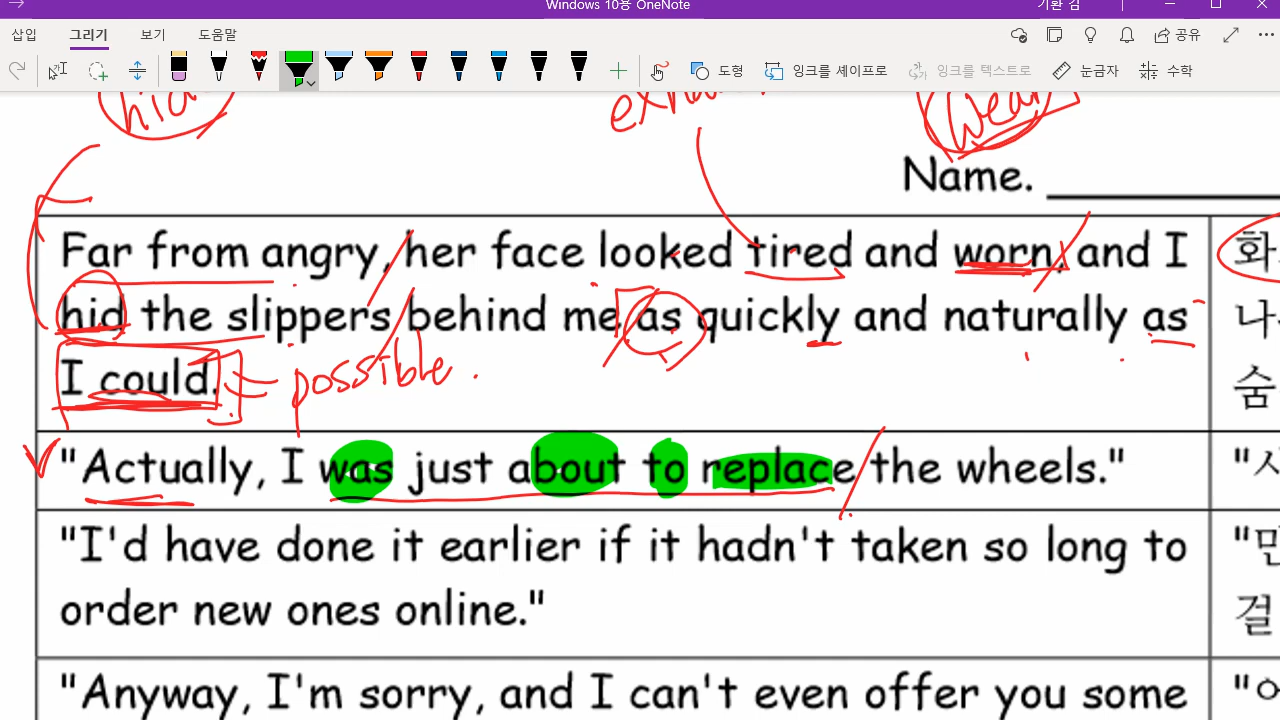 Windows 10용 OneNote
기환 김
삽입 그리기 보기 도움말
도형 잉크를 셰이프로 잉크를 텍스트로 눈금자 수학 공유
hid
wear
Name.
Far from angry, her face looked tired and worn, and I
hid the slippers behind me as quickly and naturally as
I could.
possible.
"Actually, I was just about to replace the wheels."
"I'd have done it earlier if it hadn't taken so long to
order new ones online."
"Anyway, I'm sorry, and I can't even offer you some
화
나
숨
"사
"만
걸
"어